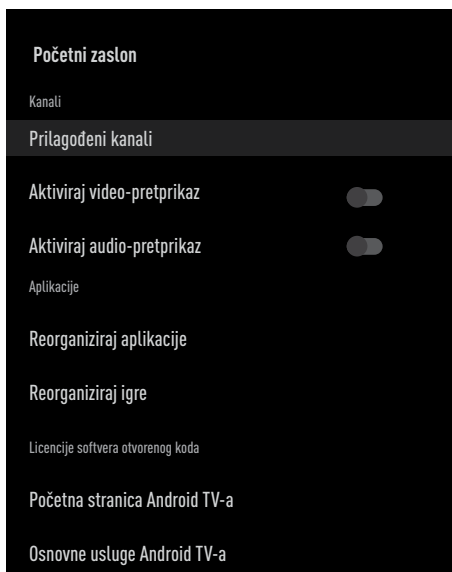 Početni zaslon
Kanali
Prilagođeni kanali
Aktiviraj video-pretprikaz
Aktiviraj audio-pretprikaz
Aplikacije
Reorganiziraj aplikacije
Reorganiziraj igre
Licencije softvera otvorenog koda
Početna stranica Android TV-a
Osnovne usluge Android TV-a